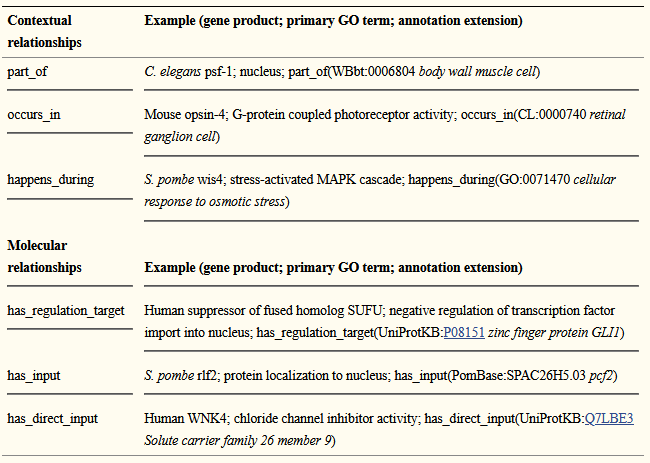 Contextual Example (gene product; primary GO term; annotation extension)
relationships
part_of C. elegans psf-1; nucleus; part_of(WBbt:0006804 body wall muscle cell)
occurs_in Mouse opsin-4; G-protein coupled photoreceptor activity; occurs_in(CL:0000740 retinal
ganglion cell)
happens_during S. pombe wis4; stress-activated MAPK cascade; happens_during(GO:0071470 cellular
response to osmotic stress)
Molecular
relationships Example (gene product; primary GO term; annotation extension)
has_regulation_target Human suppressor of fused homolog SUFU; negative regulation of transcription factor
import into nucleus; has_regulation_target(UniProtKB:P08151 zinc finger protein GLI1)
has_input S. pombe rlf2; protein localization to nucleus; has_input(PomBase:SPAC26H5.03 pcf2)
has_direct_input Human WNK4; chloride channel inhibitor activity; has_direct_input(UniProtKB:Q7LBE3
Solute carrier family 26 member 9)